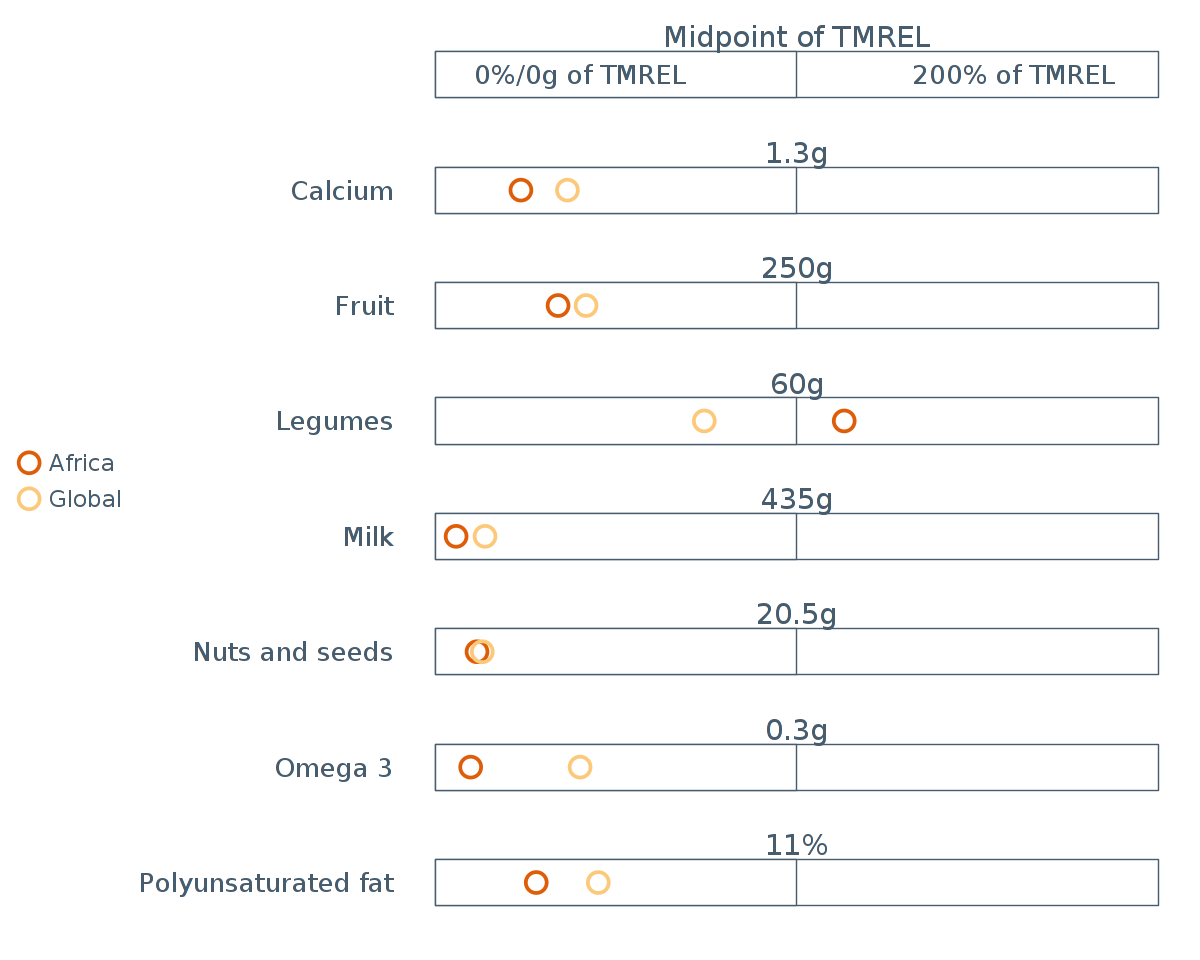 Midpoint of TMREL
0%/0g of TMREL 200% of TMREL
1.3g
Calcium
250g
Fruit
60g
Legumes
Africa
Global
435g
Milk
20.5g
Nuts and seeds
0.3g
Omega 3
11%
Polyunsaturated fat